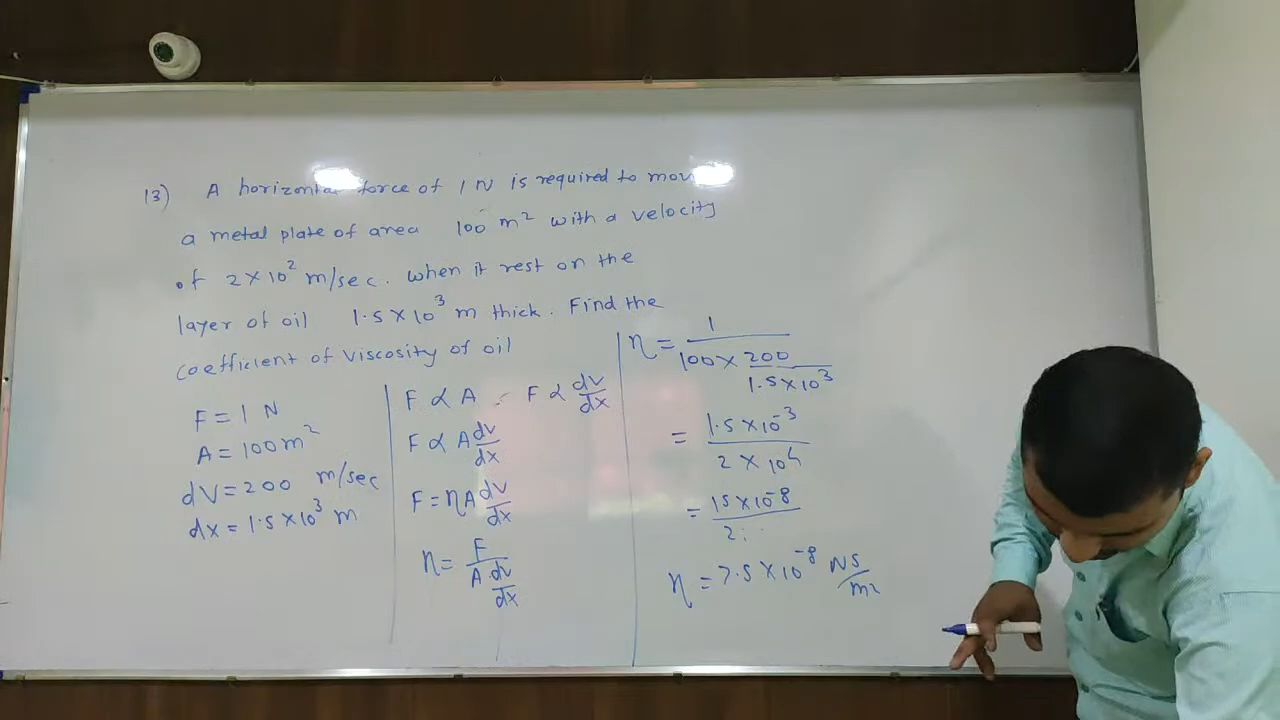 13) A horizontal force of 1 N is required to mov
a metal plate of area 100 m² with a velocity
of 2×10² m/sec. when it rest on the
layer of oil 1.5×10³ m thick. Find the
coefficient of viscosity of oil
F = 1 N
A = 100 m²
dV = 200 m/sec
dx = 1.5×10³ m
F ∝ A F ∝ dv/dx
F ∝ A dv/dx
F = ηA dv/dx
η = F/(A dv/dx)
η = 1/(100 × 200/(1.5×10³))
= (1.5×10⁻³)/(2×10⁴)
= (15×10⁻⁸)/2
η = 7.5×10⁻⁸ NS/m²